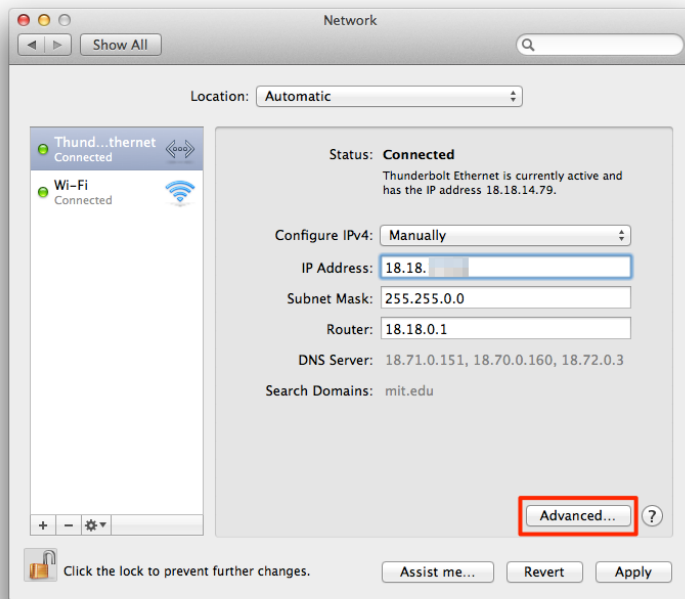 Network
Show All
Location: Automatic
Thund...thernet
Connected
Wi-Fi
Connected
Status: Connected
Thunderbolt Ethernet is currently active and
has the IP address 18.18.14.79.
Configure IPv4: Manually
IP Address: 18.18.
Subnet Mask: 255.255.0.0
Router: 18.18.0.1
DNS Server: 18.71.0.151, 18.70.0.160, 18.72.0.3
Search Domains: mit.edu
Advanced... ?
+ −
Click the lock to prevent further changes.
Assist me... Revert Apply